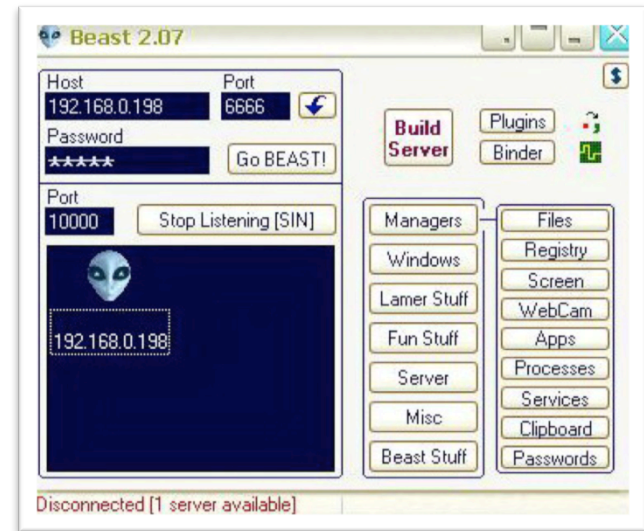 Beast 2.07
Host Port
192.168.0.198 6666
Password
***** Go BEAST!
Port
10000 Stop Listening [SIN]
192.168.0.198
Build
Server
Plugins
Binder
Managers
Windows
Lamer Stuff
Fun Stuff
Server
Misc
Beast Stuff
Files
Registry
Screen
WebCam
Apps
Processes
Services
Clipboard
Passwords
Disconnected [1 server available]